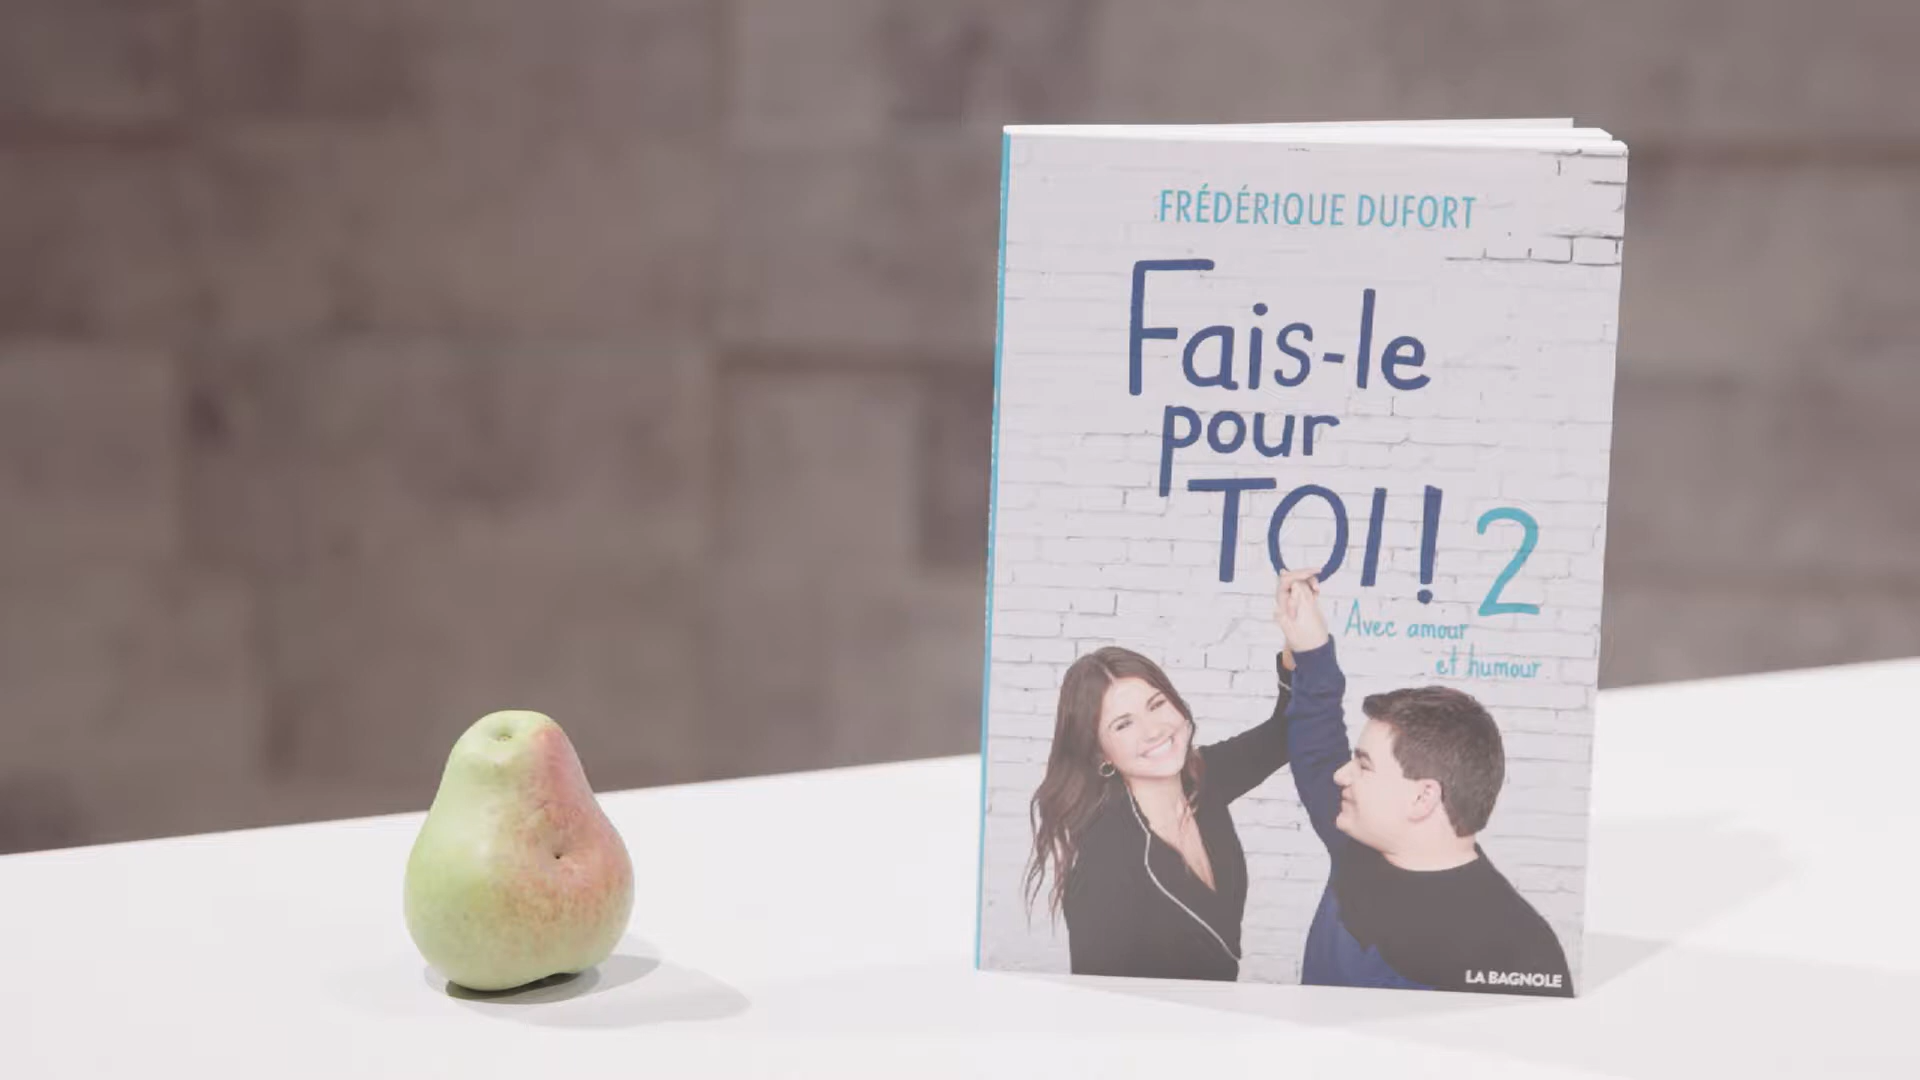 FRÉDÉRIQUE DUFORT
Fais-le
pour
TOI! 2
Avec amour
et humour
LA BAGNOLE